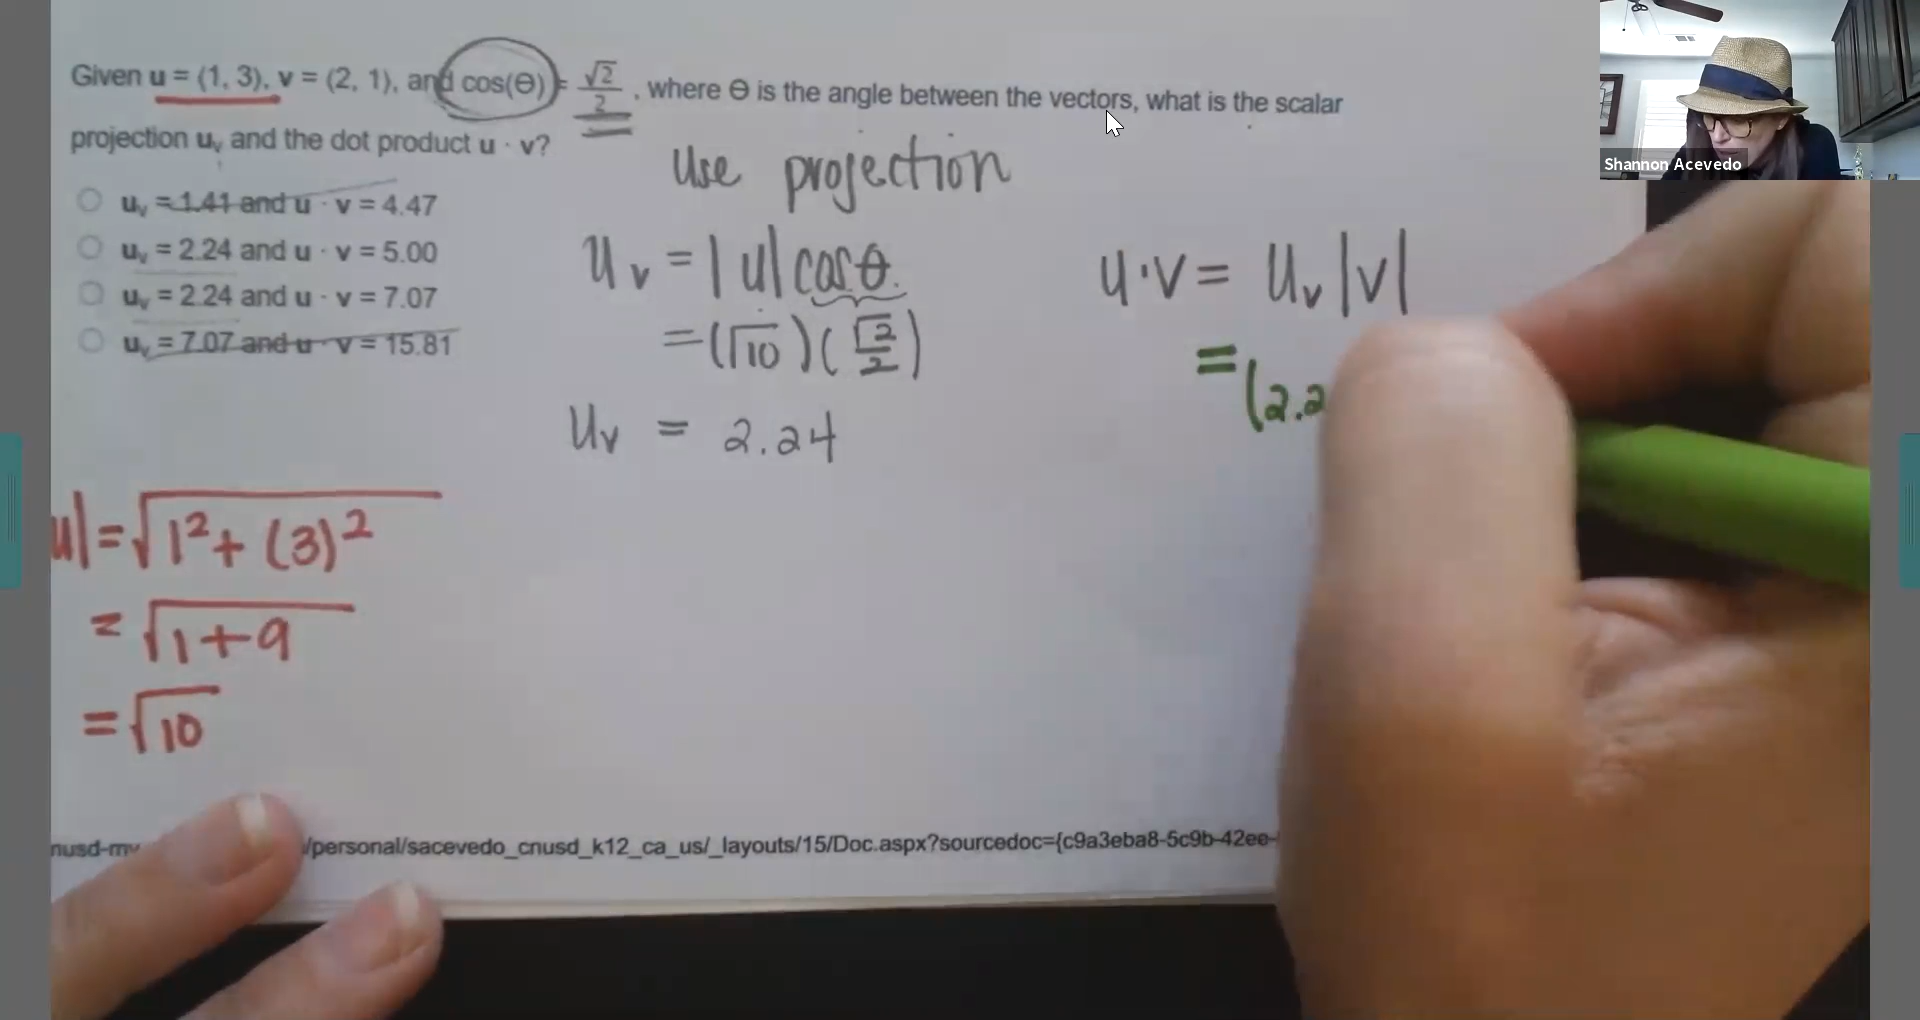 Given u = (1, 3), v = (2, 1), and cos(Θ) = √2/2, where Θ is the angle between the vectors, what is the scalar
projection uᵥ and the dot product u · v?
uᵥ = 1.41 and u · v = 4.47
uᵥ = 2.24 and u · v = 5.00
uᵥ = 2.24 and u · v = 7.07
uᵥ = 7.07 and u · v = 15.81
use projection
uᵥ = |u| cosθ
= (√10)(√2/2)
uᵥ = 2.24
u·v = uᵥ|v|
= (2.2
u| = √1² + (3)²
= √1+9
= √10
Shannon Acevedo
nusd-my /personal/sacevedo_cnusd_k12_ca_us/_layouts/15/Doc.aspx?sourcedoc={c9a3eba8-5c9b-42ee-